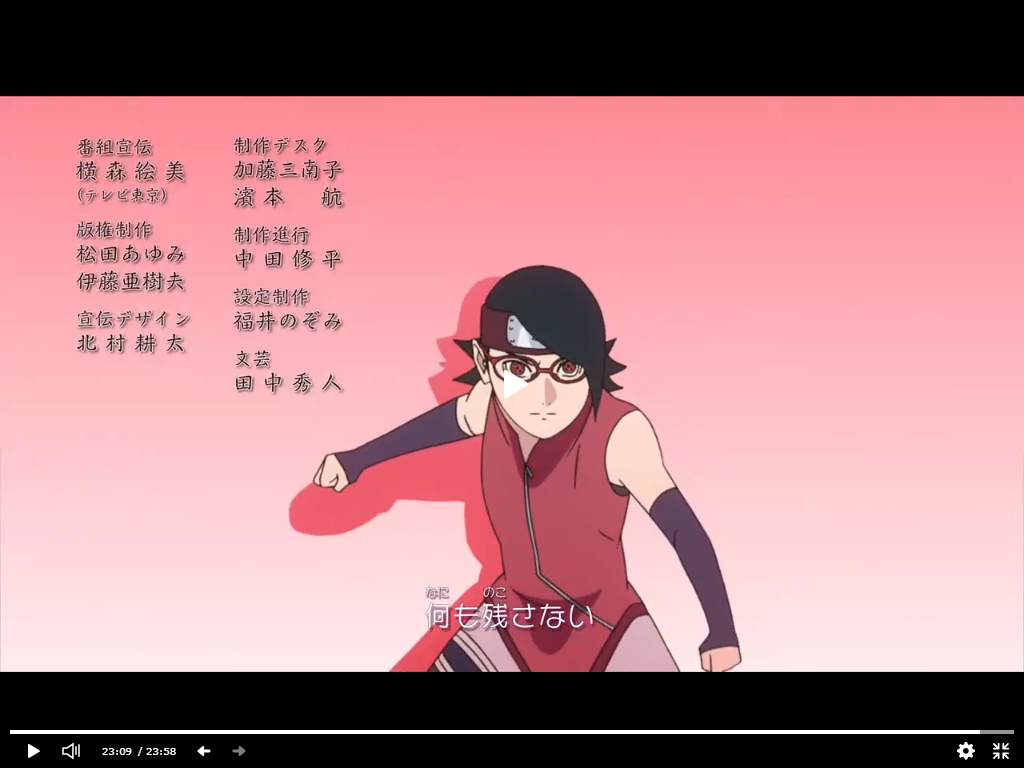 番組宣伝
横森絵美
(テレビ東京)
版権制作
松田あゆみ
伊藤亜樹夫
宣伝デザイン
北村耕太
制作デスク
加藤三南子
濱本 航
制作進行
中田修平
設定制作
福井のぞみ
文芸
田中秀人
なに のこ
何も残さない
23:09 / 23:58